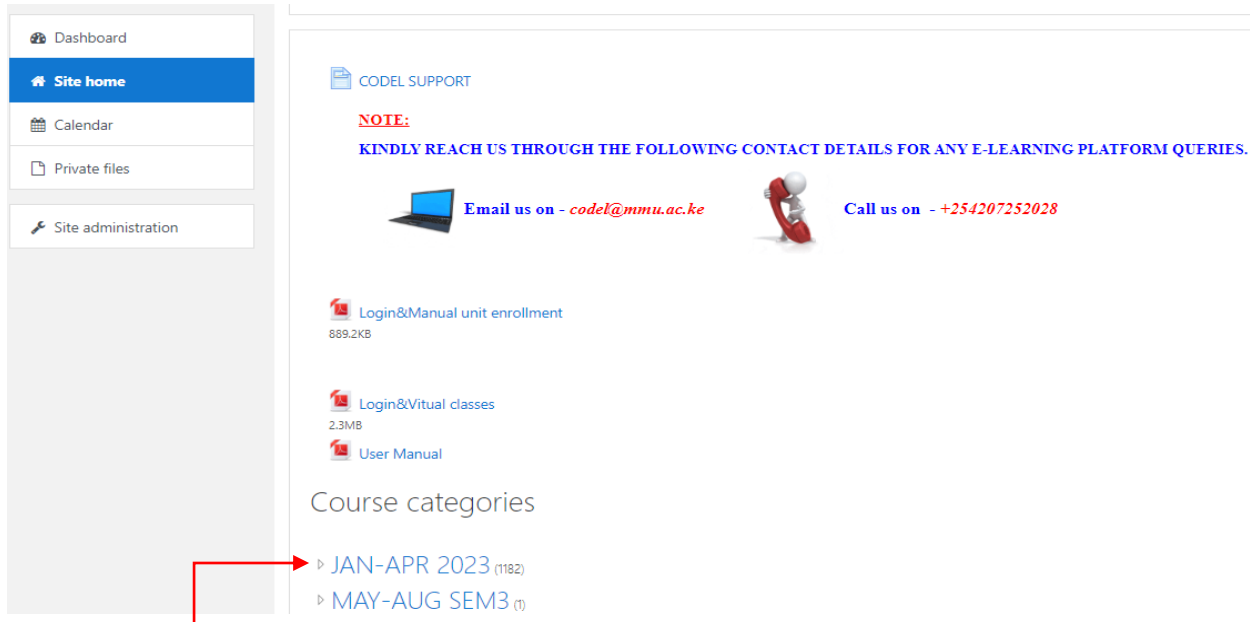 Dashboard
Site home
Calendar
Private files
Site administration
CODEL SUPPORT
NOTE:
KINDLY REACH US THROUGH THE FOLLOWING CONTACT DETAILS FOR ANY E-LEARNING PLATFORM QUERIES.
Email us on - codel@mmu.ac.ke
Call us on - +254207252028
Login&Manual unit enrollment
889.2KB
Login&Vitual classes
2.3MB
User Manual
Course categories
JAN-APR 2023 (1182)
MAY-AUG SEM3 (1)